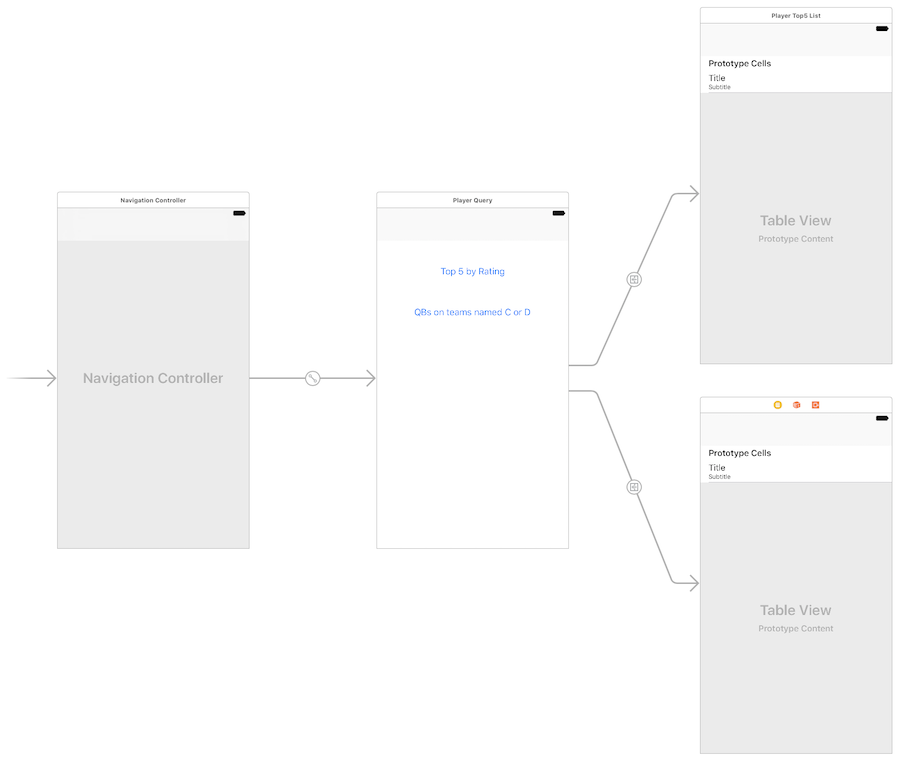 Navigation Controller
Navigation Controller
Player Query
Top 5 by Rating
QBs on teams named C or D
Player Top5 List
Prototype Cells
Title
Subtitle
Table View
Prototype Content
Prototype Cells
Title
Subtitle
Table View
Prototype Content